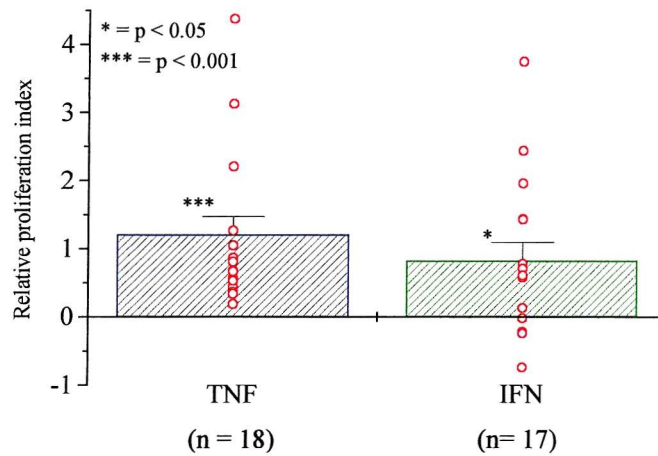 * = p < 0.05
*** = p < 0.001
4
3
2
1
0
-1
Relative proliferation index
***
*
TNF
IFN
(n = 18)
(n= 17)